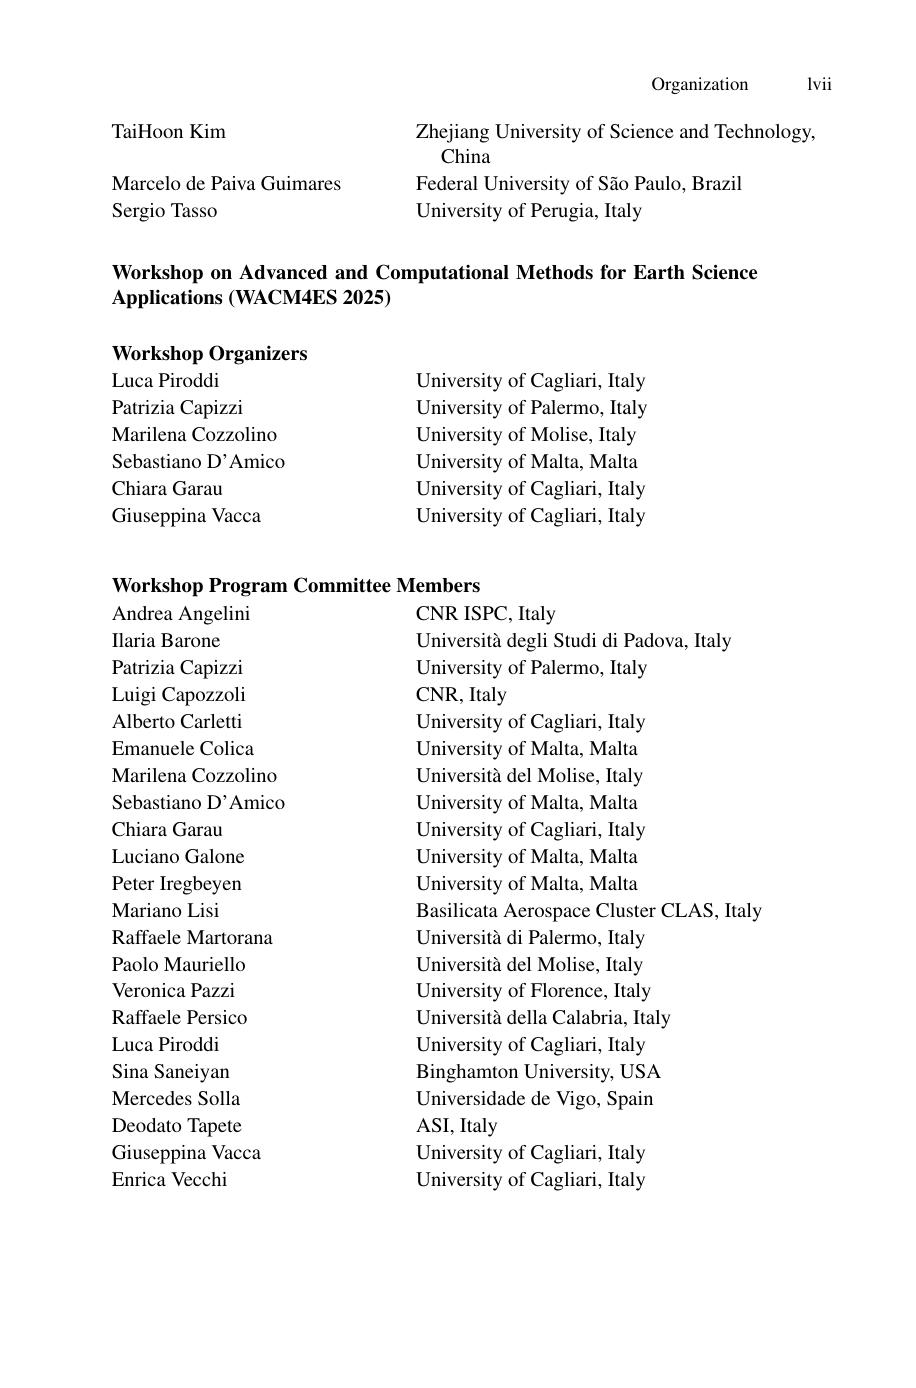 Organization lvii
TaiHoon Kim Zhejiang University of Science and Technology,
China
Marcelo de Paiva Guimares Federal University of São Paulo, Brazil
Sergio Tasso University of Perugia, Italy
Workshop on Advanced and Computational Methods for Earth Science
Applications (WACM4ES 2025)
Workshop Organizers
Luca Piroddi University of Cagliari, Italy
Patrizia Capizzi University of Palermo, Italy
Marilena Cozzolino University of Molise, Italy
Sebastiano D’Amico University of Malta, Malta
Chiara Garau University of Cagliari, Italy
Giuseppina Vacca University of Cagliari, Italy
Workshop Program Committee Members
Andrea Angelini CNR ISPC, Italy
Ilaria Barone Università degli Studi di Padova, Italy
Patrizia Capizzi University of Palermo, Italy
Luigi Capozzoli CNR, Italy
Alberto Carletti University of Cagliari, Italy
Emanuele Colica University of Malta, Malta
Marilena Cozzolino Università del Molise, Italy
Sebastiano D’Amico University of Malta, Malta
Chiara Garau University of Cagliari, Italy
Luciano Galone University of Malta, Malta
Peter Iregbeyen University of Malta, Malta
Mariano Lisi Basilicata Aerospace Cluster CLAS, Italy
Raffaele Martorana Università di Palermo, Italy
Paolo Mauriello Università del Molise, Italy
Veronica Pazzi University of Florence, Italy
Raffaele Persico Università della Calabria, Italy
Luca Piroddi University of Cagliari, Italy
Sina Saneiyan Binghamton University, USA
Mercedes Solla Universidade de Vigo, Spain
Deodato Tapete ASI, Italy
Giuseppina Vacca University of Cagliari, Italy
Enrica Vecchi University of Cagliari, Italy